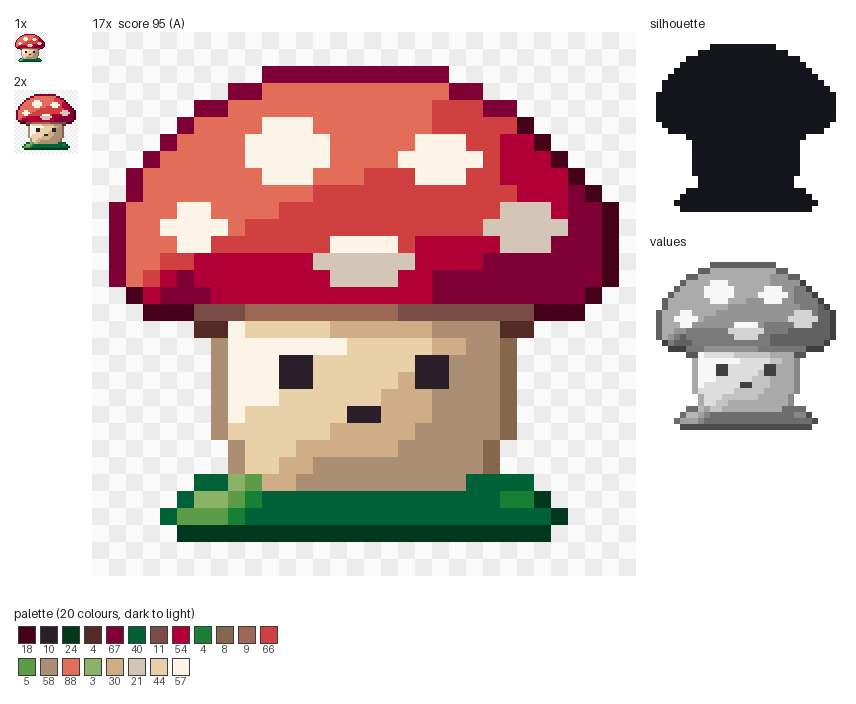 1x
17x score 95 (A)
silhouette
2x
values
palette (20 colours, dark to light)
18 10 24 4 67 40 11 54 4 8 9 66
5 58 88 3 30 21 44 57